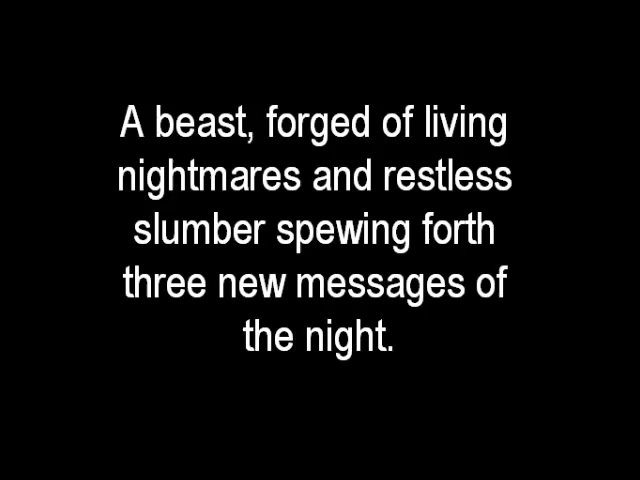 A beast, forged of living
nightmares and restless
slumber spewing forth
three new messages of
the night.